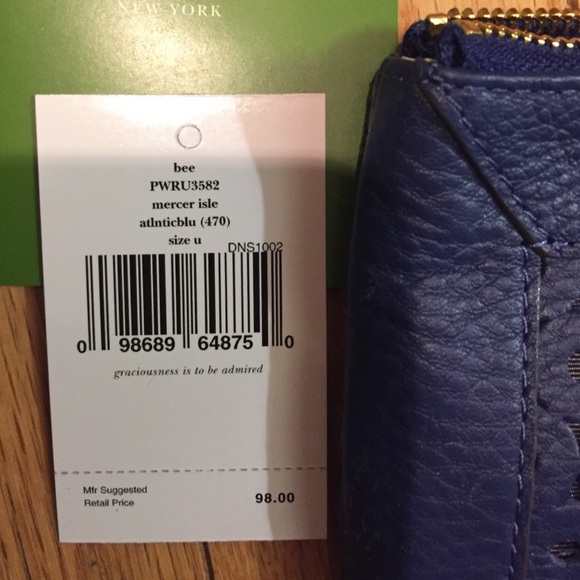 NEW YORK
bee
PWRU3582
mercer isle
atlnticblu (470)
size u
DNS1002
0 98689 64875 0
graciousness is to be admired
Mfr Suggested
Retail Price 98.00